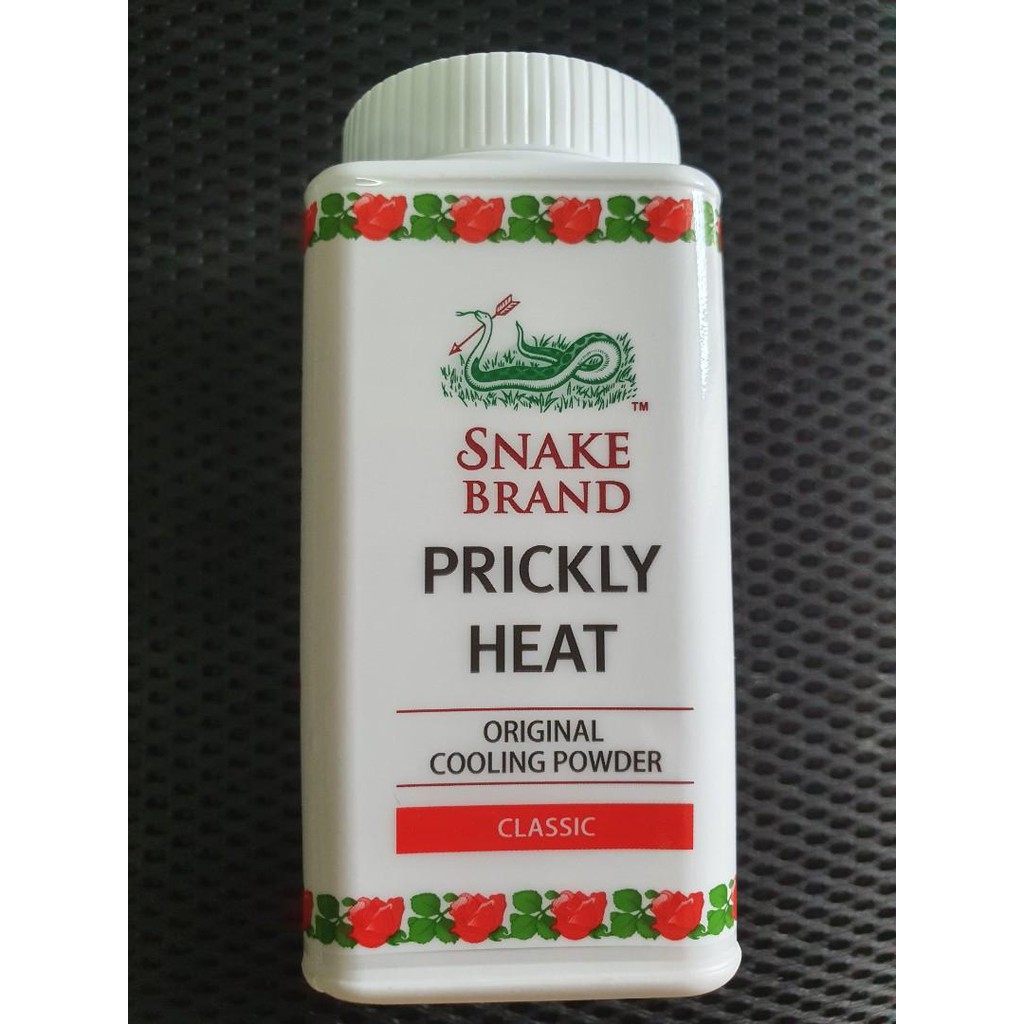 TM
SNAKE
BRAND
PRICKLY
HEAT
ORIGINAL
COOLING POWDER
CLASSIC